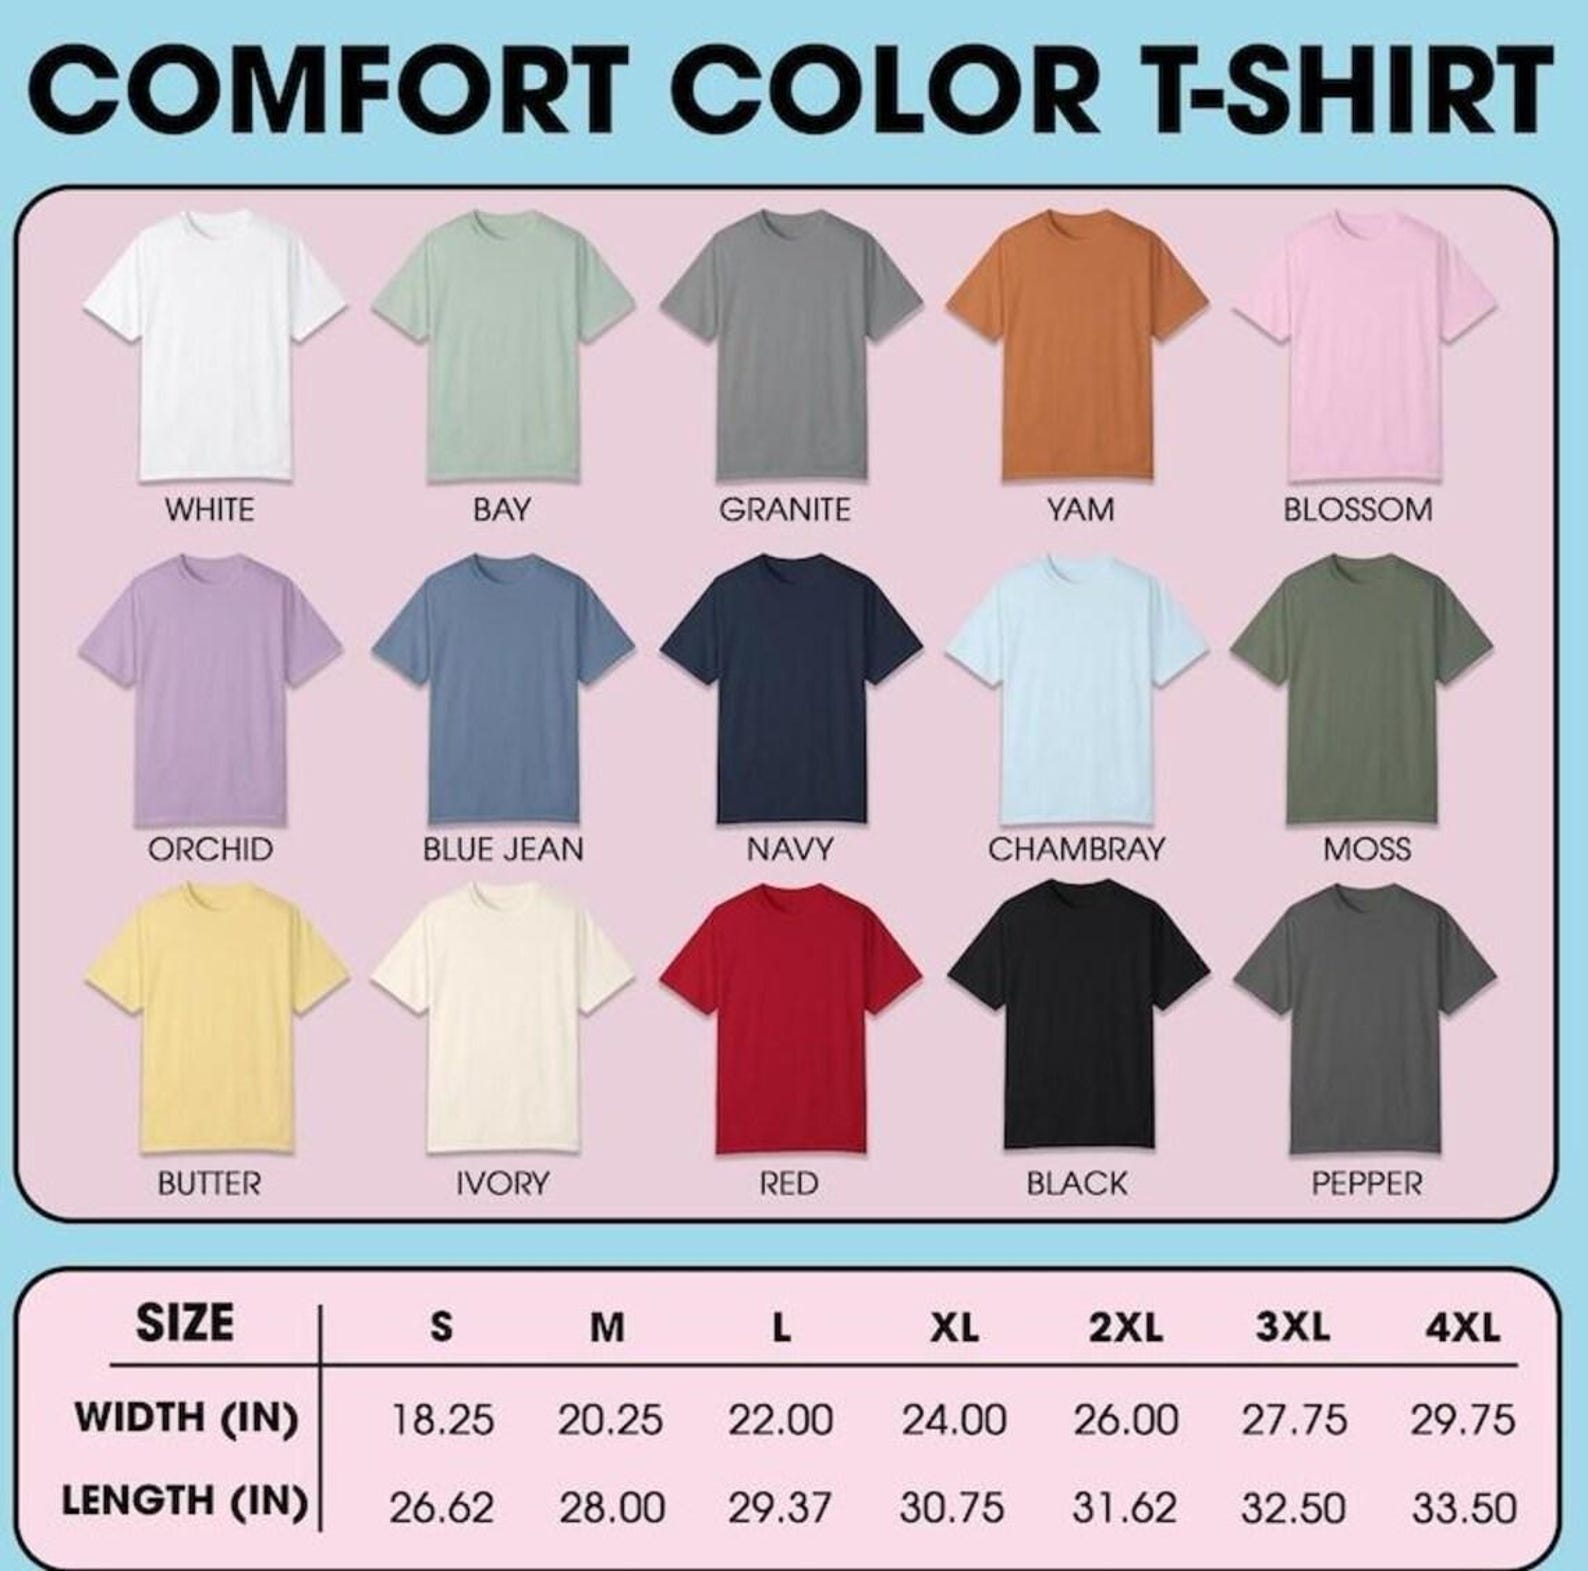 COMFORT COLOR T-SHIRT
WHITE BAY GRANITE YAM BLOSSOM
ORCHID BLUE JEAN NAVY CHAMBRAY MOSS
BUTTER IVORY RED BLACK PEPPER
SIZE S M L XL 2XL 3XL 4XL
WIDTH (IN) 18.25 20.25 22.00 24.00 26.00 27.75 29.75
LENGTH (IN) 26.62 28.00 29.37 30.75 31.62 32.50 33.50